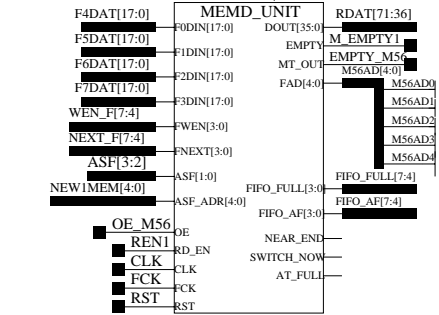 MEMD_UNIT
F4DAT[17:0]
F0DIN[17:0]
DOUT[35:0]
RDAT[71:36]
F5DAT[17:0]
F1DIN[17:0]
EMPTY
M_EMPTY1
F6DAT[17:0]
F2DIN[17:0]
MT_OUT
EMPTY_M56
F7DAT[17:0]
F3DIN[17:0]
FAD[4:0]
M56AD[4:0]
M56AD0
M56AD1
M56AD2
M56AD3
M56AD4
WEN_F[7:4]
FWEN[3:0]
NEXT_F[7:4]
FNEXT[3:0]
ASF[3:2]
ASF[1:0]
NEW1MEM[4:0]
ASF_ADR[4:0]
FIFO_FULL[3:0]
FIFO_FULL[7:4]
FIFO_AF[3:0]
FIFO_AF[7:4]
OE_M56
OE
NEAR_END
REN1
RD_EN
SWITCH_NOW
CLK
CLK
AT_FULL
FCK
FCK
RST
RST